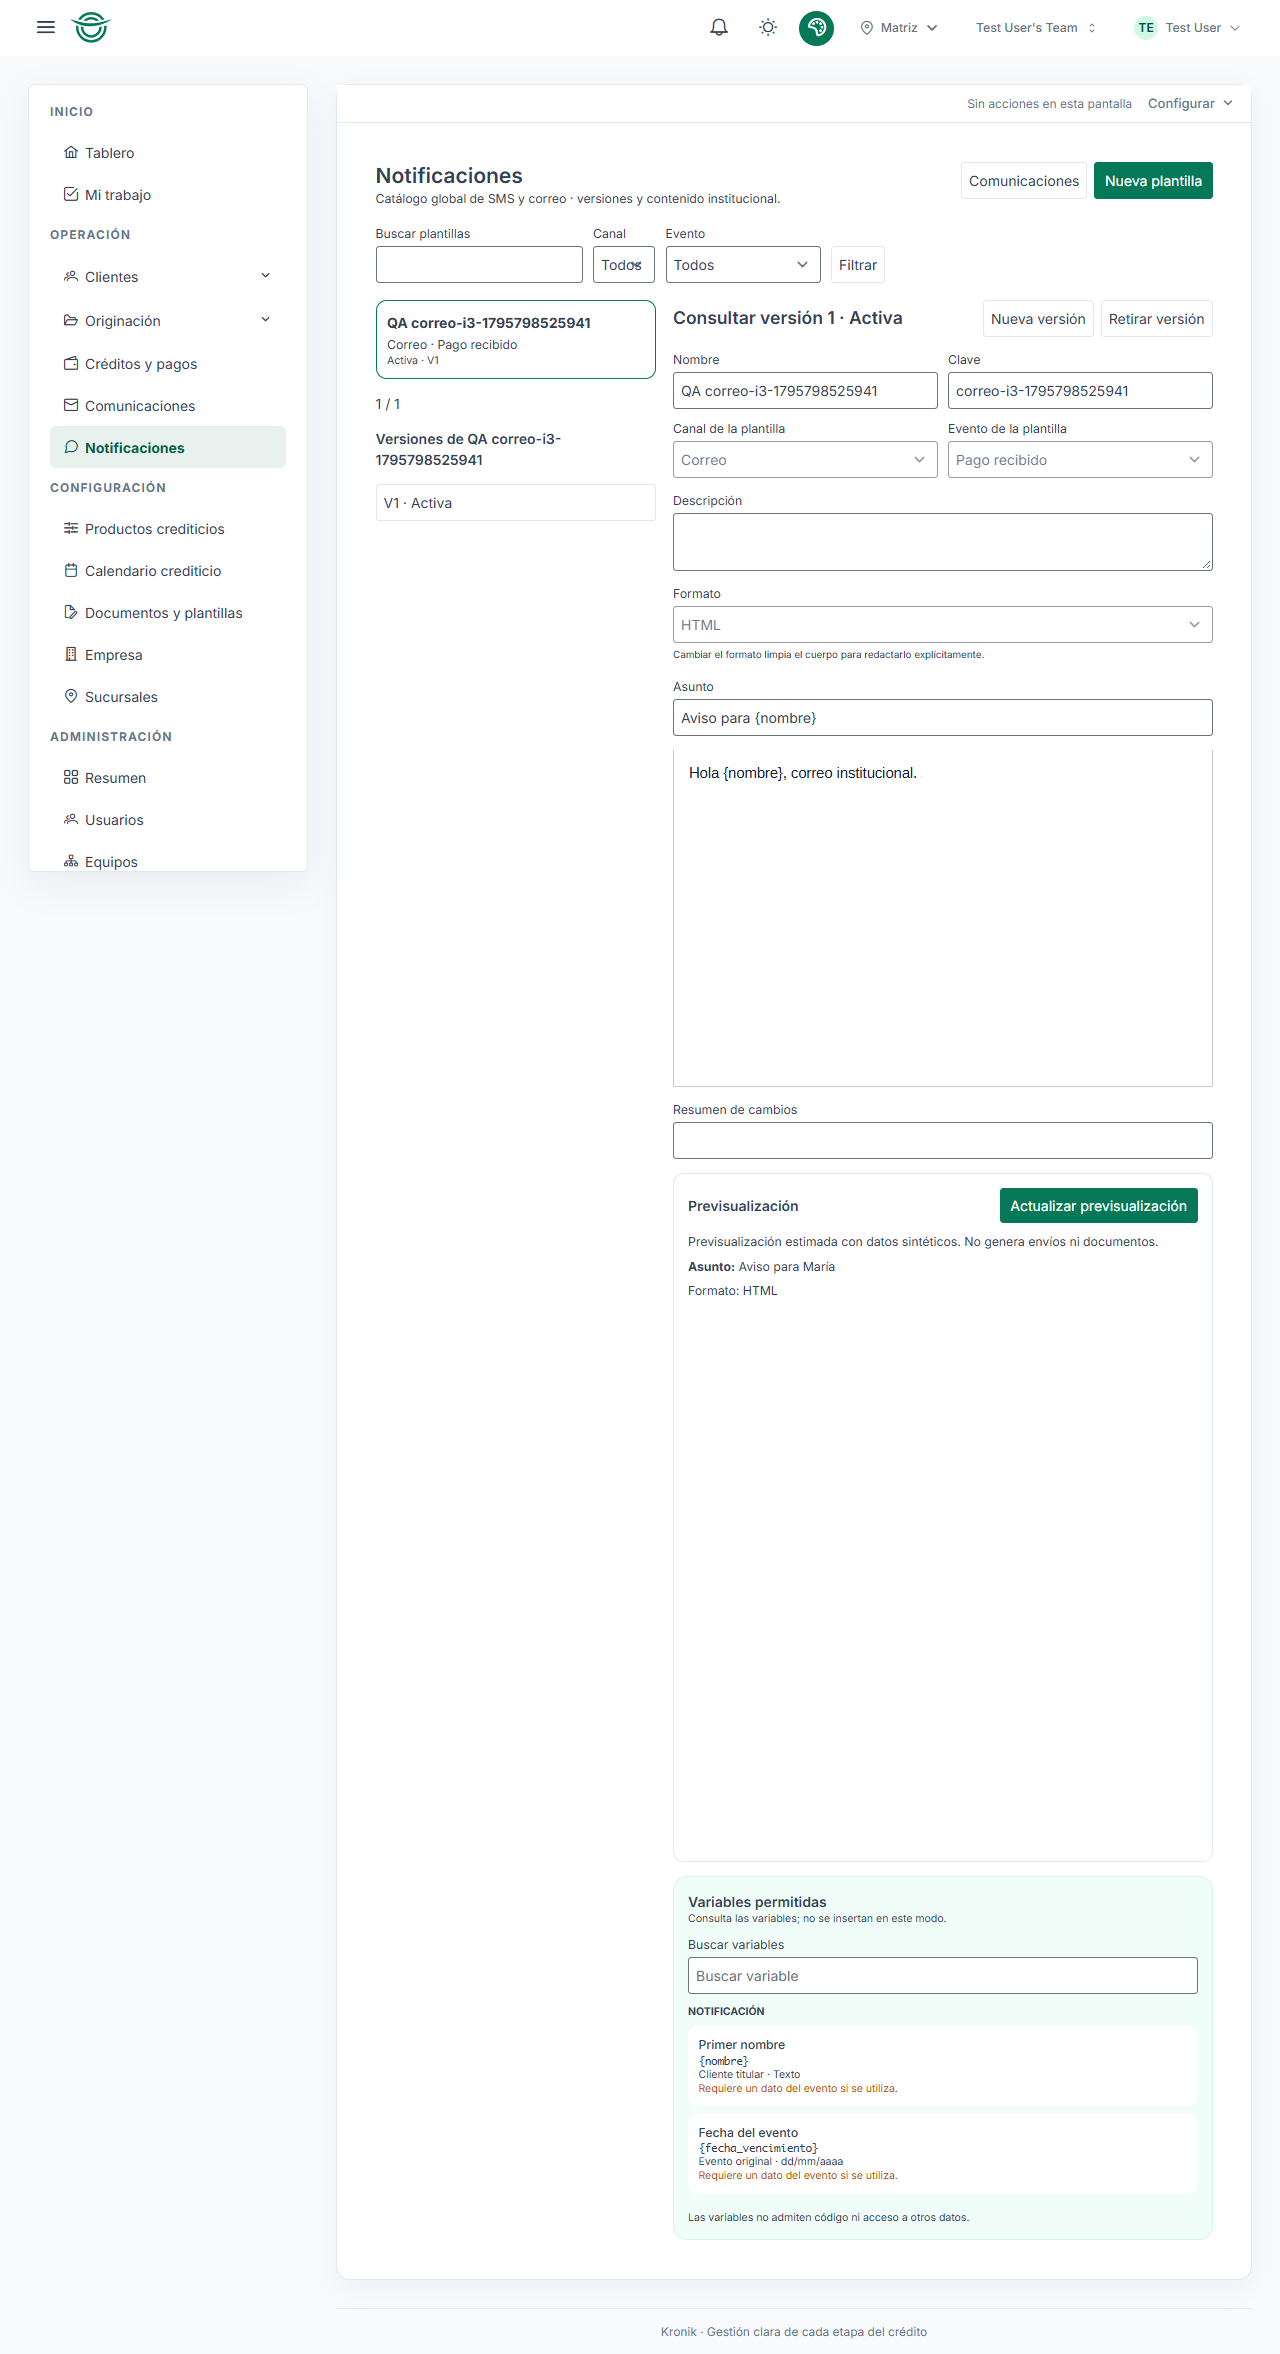 Matriz
Test User's Team
TE
Test User
INICIO
Tablero
Mi trabajo
OPERACIÓN
Clientes
Originación
Créditos y pagos
Comunicaciones
Notificaciones
CONFIGURACIÓN
Productos crediticios
Calendario crediticio
Documentos y plantillas
Empresa
Sucursales
ADMINISTRACIÓN
Resumen
Usuarios
Equipos
Sin acciones en esta pantalla
Configurar
Notificaciones
Catálogo global de SMS y correo · versiones y contenido institucional.
Comunicaciones
Nueva plantilla
Buscar plantillas
Canal
Evento
Todos
Todos
Filtrar
QA correo-i3-1795798525941
Correo · Pago recibido
Activa · V1
1 / 1
Versiones de QA correo-i3-
1795798525941
V1 · Activa
Consultar versión 1 · Activa
Nueva versión
Retirar versión
Nombre
Clave
QA correo-i3-1795798525941
correo-i3-1795798525941
Canal de la plantilla
Evento de la plantilla
Correo
Pago recibido
Descripción
Formato
HTML
Cambiar el formato limpia el cuerpo para redactarlo explícitamente.
Asunto
Aviso para {nombre}
Hola {nombre}, correo institucional.
Resumen de cambios
Previsualización
Actualizar previsualización
Previsualización estimada con datos sintéticos. No genera envíos ni documentos.
Asunto: Aviso para María
Formato: HTML
Variables permitidas
Consulta las variables; no se insertan en este modo.
Buscar variables
Buscar variable
NOTIFICACIÓN
Primer nombre
{nombre}
Cliente titular · Texto
Requiere un dato del evento si se utiliza.
Fecha del evento
{fecha_vencimiento}
Evento original · dd/mm/aaaa
Requiere un dato del evento si se utiliza.
Las variables no admiten código ni acceso a otros datos.
Kronik · Gestión clara de cada etapa del crédito